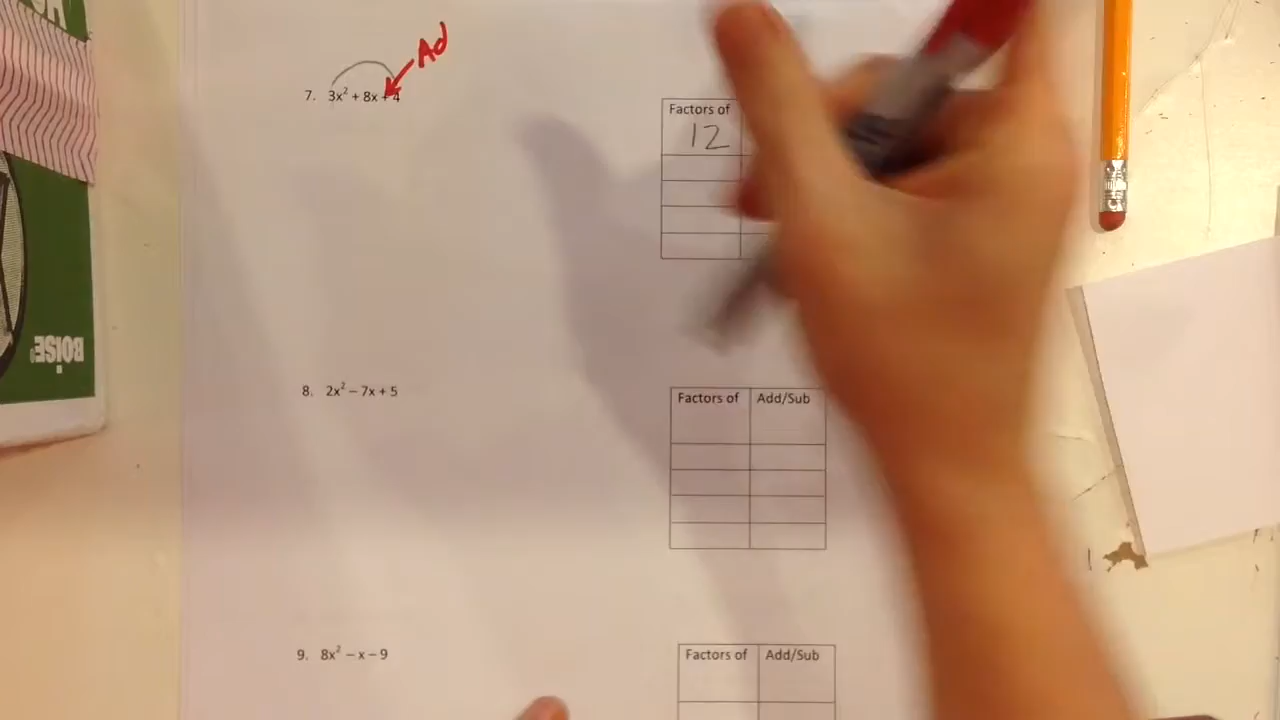 Ad
7. 3x² + 8x + 4
Factors of
12
8. 2x² – 7x + 5
Factors of Add/Sub
BOISE
9. 8x² – x – 9
Factors of Add/Sub